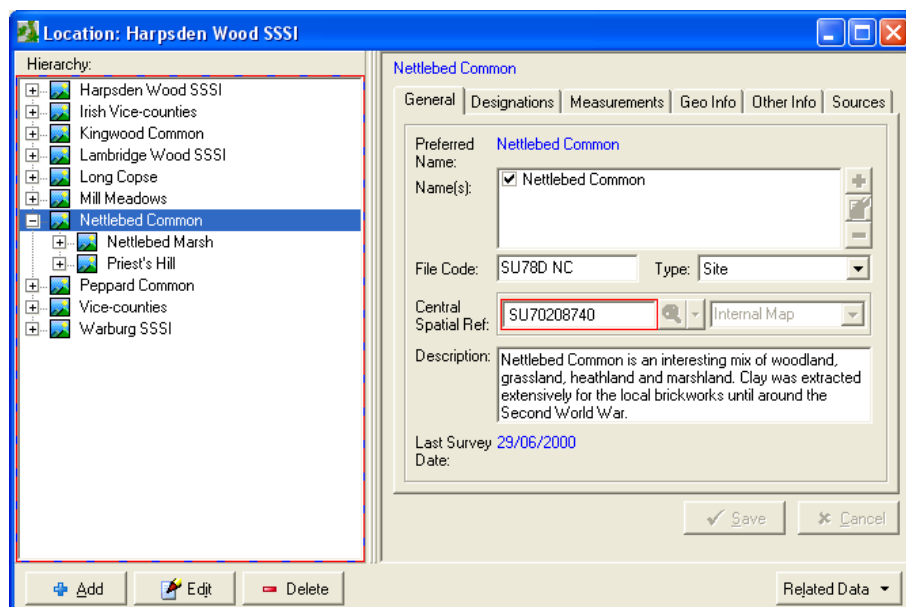 Location: Harpsden Wood SSSI
Hierarchy:
Harpsden Wood SSSI
Irish Vice-counties
Kingwood Common
Lambridge Wood SSSI
Long Copse
Mill Meadows
Nettlebed Common
Nettlebed Marsh
Priest's Hill
Peppard Common
Vice-counties
Warburg SSSI
Add
Edit
Delete
Nettlebed Common
General Designations Measurements Geo Info Other Info Sources
Preferred Name: Nettlebed Common
Name(s): Nettlebed Common
File Code: SU78D NC Type: Site
Central Spatial Ref: SU70208740 Internal Map
Description: Nettlebed Common is an interesting mix of woodland,
grassland, heathland and marshland. Clay was extracted
extensively for the local brickworks until around the
Second World War.
Last Survey Date: 29/06/2000
Save Cancel
Related Data